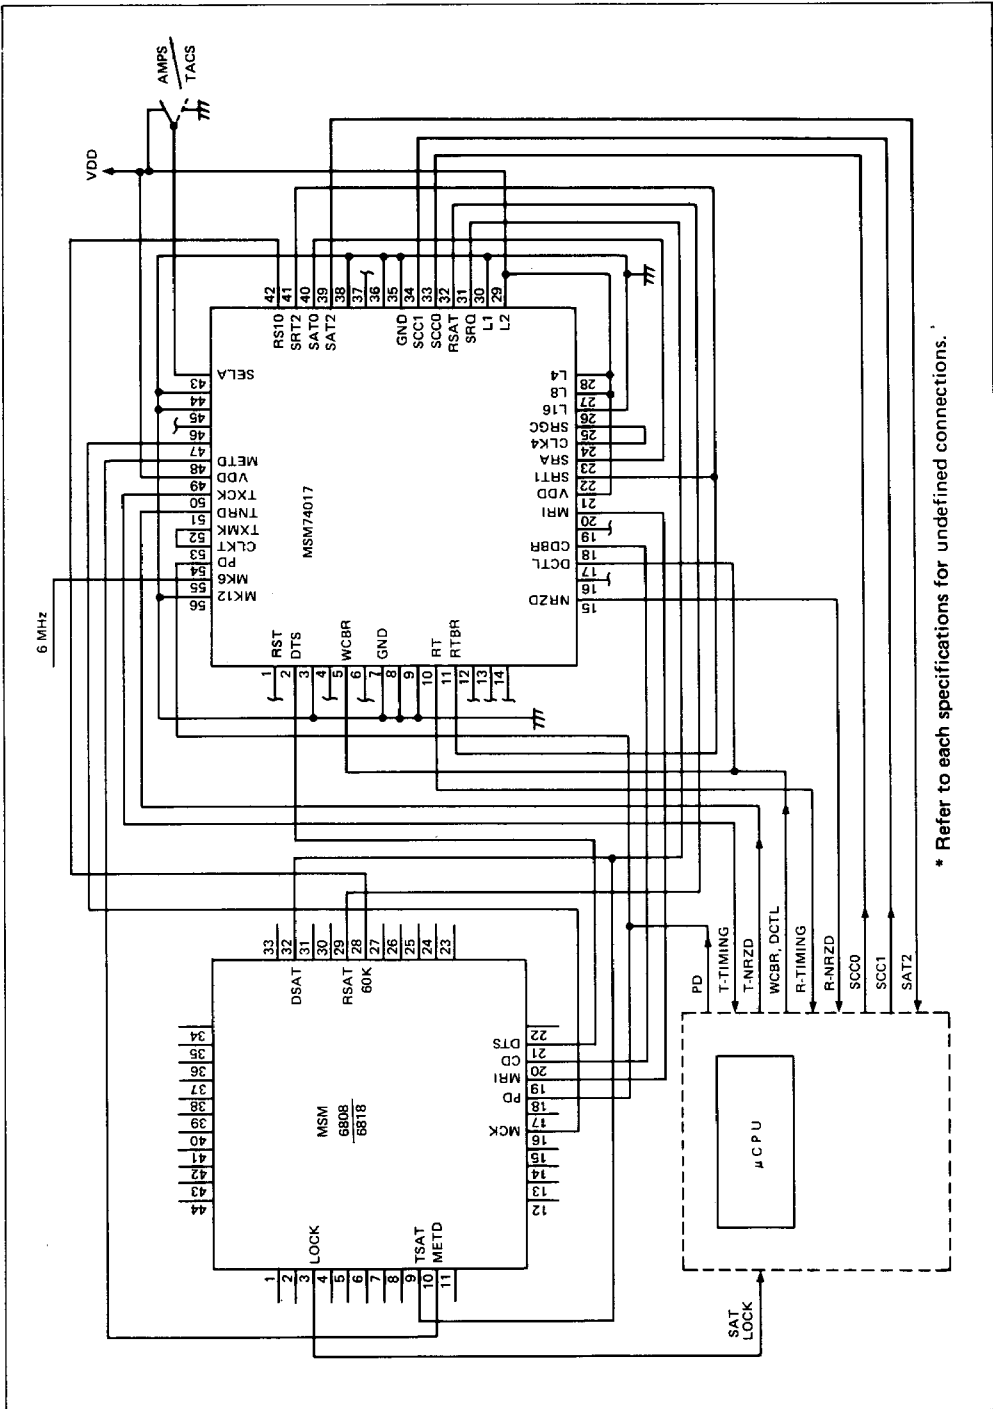 AMPS
TACS
VDD
6 MHz
42
41
40
39
38
37
36
35
34
33
32
31
30
29
RS10
SRT2
SAT0
SAT2
GND
SCC1
SCC0
RSAT
SRQ
L1
L2
43
44
45
46
47
48
49
50
51
52
53
54
55
56
SELA
METD
VDD
TXCK
TNRD
TXMK
CLKT
PD
MK6
MK12
MSM74017
L4
L8
L16
SRGC
CLK4
SRA
SRT1
VDD
MRI
CDBR
DCTL
NRZD
28
27
26
25
24
23
22
21
20
19
18
17
16
15
RST
DTS
WCBR
GND
RT
RTBR
1
2
3
4
5
6
7
8
9
10
11
12
13
14
33
32
31
30
29
28
27
26
25
24
23
DSAT
RSAT
60K
34
35
36
37
38
39
40
41
42
43
44
MSM
6808
6818
DTS
CD
MRI
PD
MCK
22
21
20
19
18
17
16
15
14
13
12
LOCK
TSAT
METD
1
2
3
4
5
6
7
8
9
10
11
PD
T-TIMING
T-NRZD
WCBR, DCTL
R-TIMING
R-NRZD
SCC0
SCC1
SAT2
μCPU
SAT
LOCK
* Refer to each specifications for undefined connections.